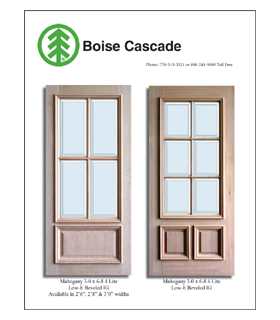 Boise Cascade
Phone: 770-513-3521 or 800-241-9689 Toll Free
Mahogany 3-0 x 6-8 4 Lite
Low-E Beveled IG
Available in 2'6", 2'8" & 3'0" widths
Mahogany 3-0 x 6-8 6 Lite
Low-E Beveled IG